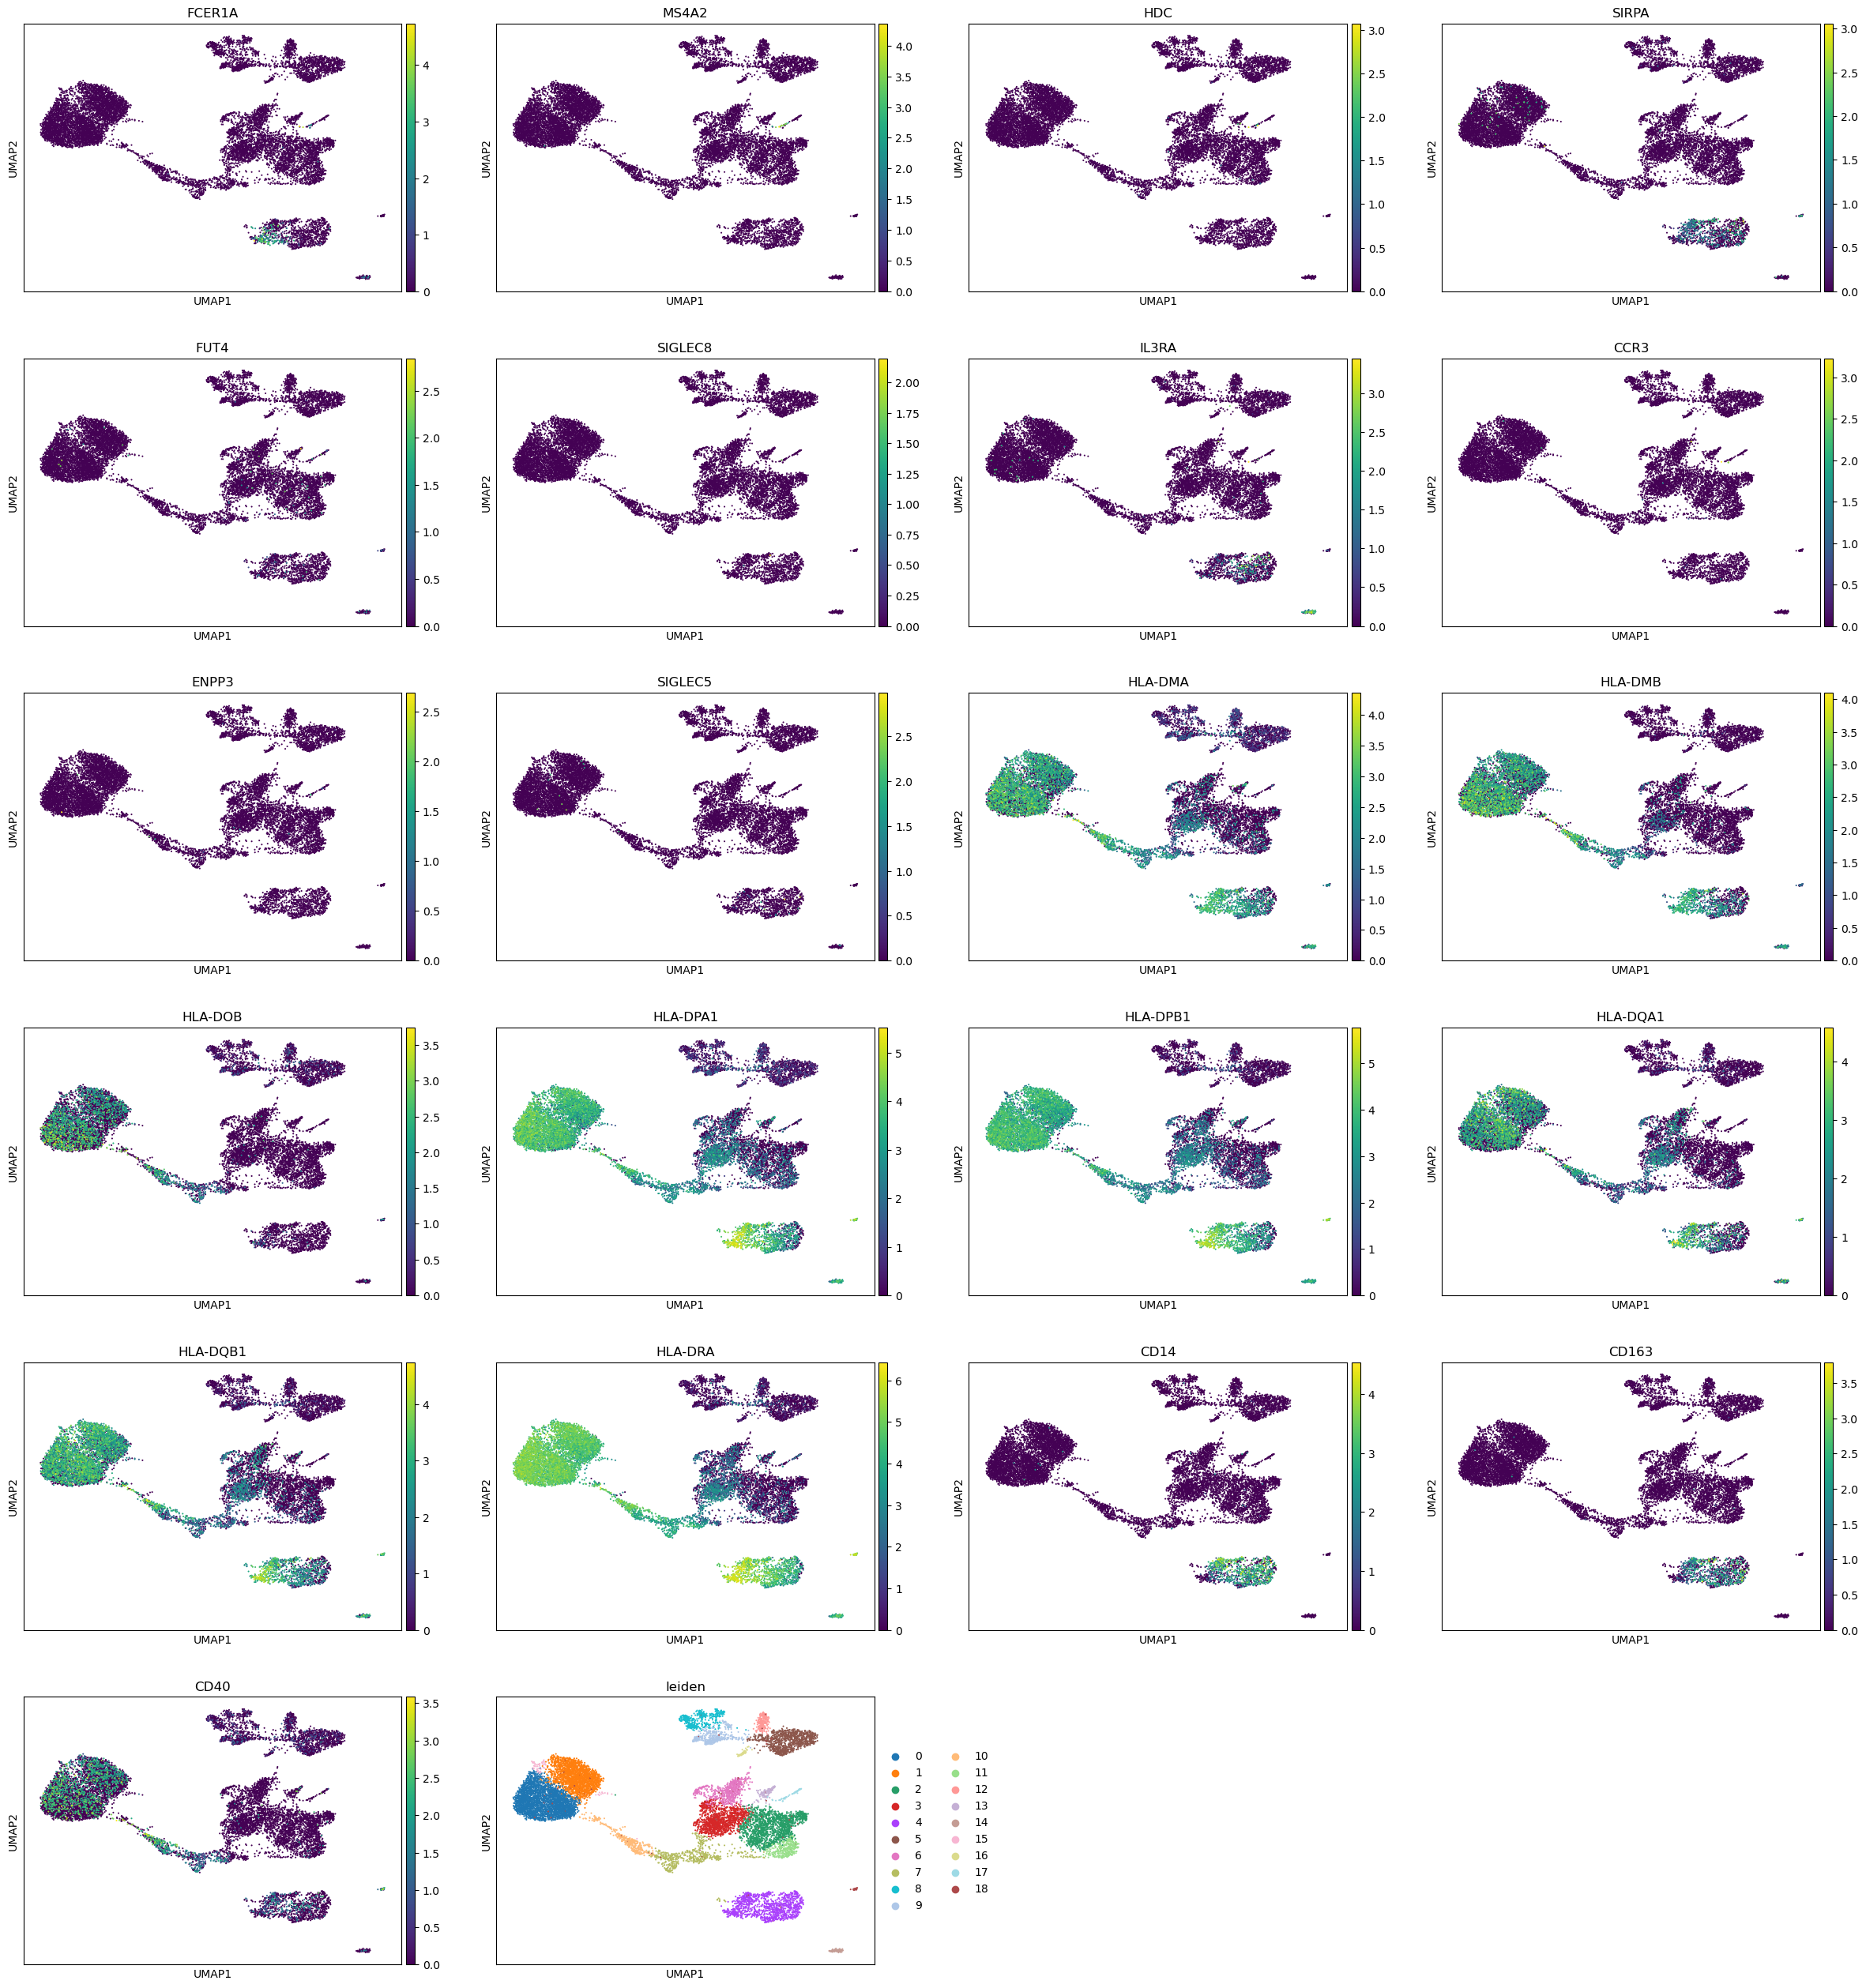 FCER1A
MS4A2
HDC
SIRPA
4
3
2
1
0
4.0
3.5
3.0
2.5
2.0
1.5
1.0
0.5
0.0
3.0
2.5
2.0
1.5
1.0
0.5
0.0
3.0
2.5
2.0
1.5
1.0
0.5
0.0
UMAP2
UMAP2
UMAP2
UMAP2
UMAP1
UMAP1
UMAP1
UMAP1
FUT4
SIGLEC8
IL3RA
CCR3
2.5
2.0
1.5
1.0
0.5
0.0
2.00
1.75
1.50
1.25
1.00
0.75
0.50
0.25
0.00
3.0
2.5
2.0
1.5
1.0
0.5
0.0
3.0
2.5
2.0
1.5
1.0
0.5
0.0
UMAP2
UMAP2
UMAP2
UMAP2
UMAP1
UMAP1
UMAP1
UMAP1
ENPP3
SIGLEC5
HLA-DMA
HLA-DMB
2.5
2.0
1.5
1.0
0.5
0.0
2.5
2.0
1.5
1.0
0.5
0.0
4.0
3.5
3.0
2.5
2.0
1.5
1.0
0.5
0.0
4.0
3.5
3.0
2.5
2.0
1.5
1.0
0.5
0.0
UMAP2
UMAP2
UMAP2
UMAP2
UMAP1
UMAP1
UMAP1
UMAP1
HLA-DOB
HLA-DPA1
HLA-DPB1
HLA-DQA1
3.5
3.0
2.5
2.0
1.5
1.0
0.5
0.0
5
4
3
2
1
0
5
4
3
2
1
0
4
3
2
1
0
UMAP2
UMAP2
UMAP2
UMAP2
UMAP1
UMAP1
UMAP1
UMAP1
HLA-DQB1
HLA-DRA
CD14
CD163
4
3
2
1
0
6
5
4
3
2
1
0
4
3
2
1
0
3.5
3.0
2.5
2.0
1.5
1.0
0.5
0.0
UMAP2
UMAP2
UMAP2
UMAP2
UMAP1
UMAP1
UMAP1
UMAP1
CD40
leiden
3.5
3.0
2.5
2.0
1.5
1.0
0.5
0.0
0 10
1 11
2 12
3 13
4 14
5 15
6 16
7 17
8 18
9
UMAP2
UMAP2
UMAP1
UMAP1